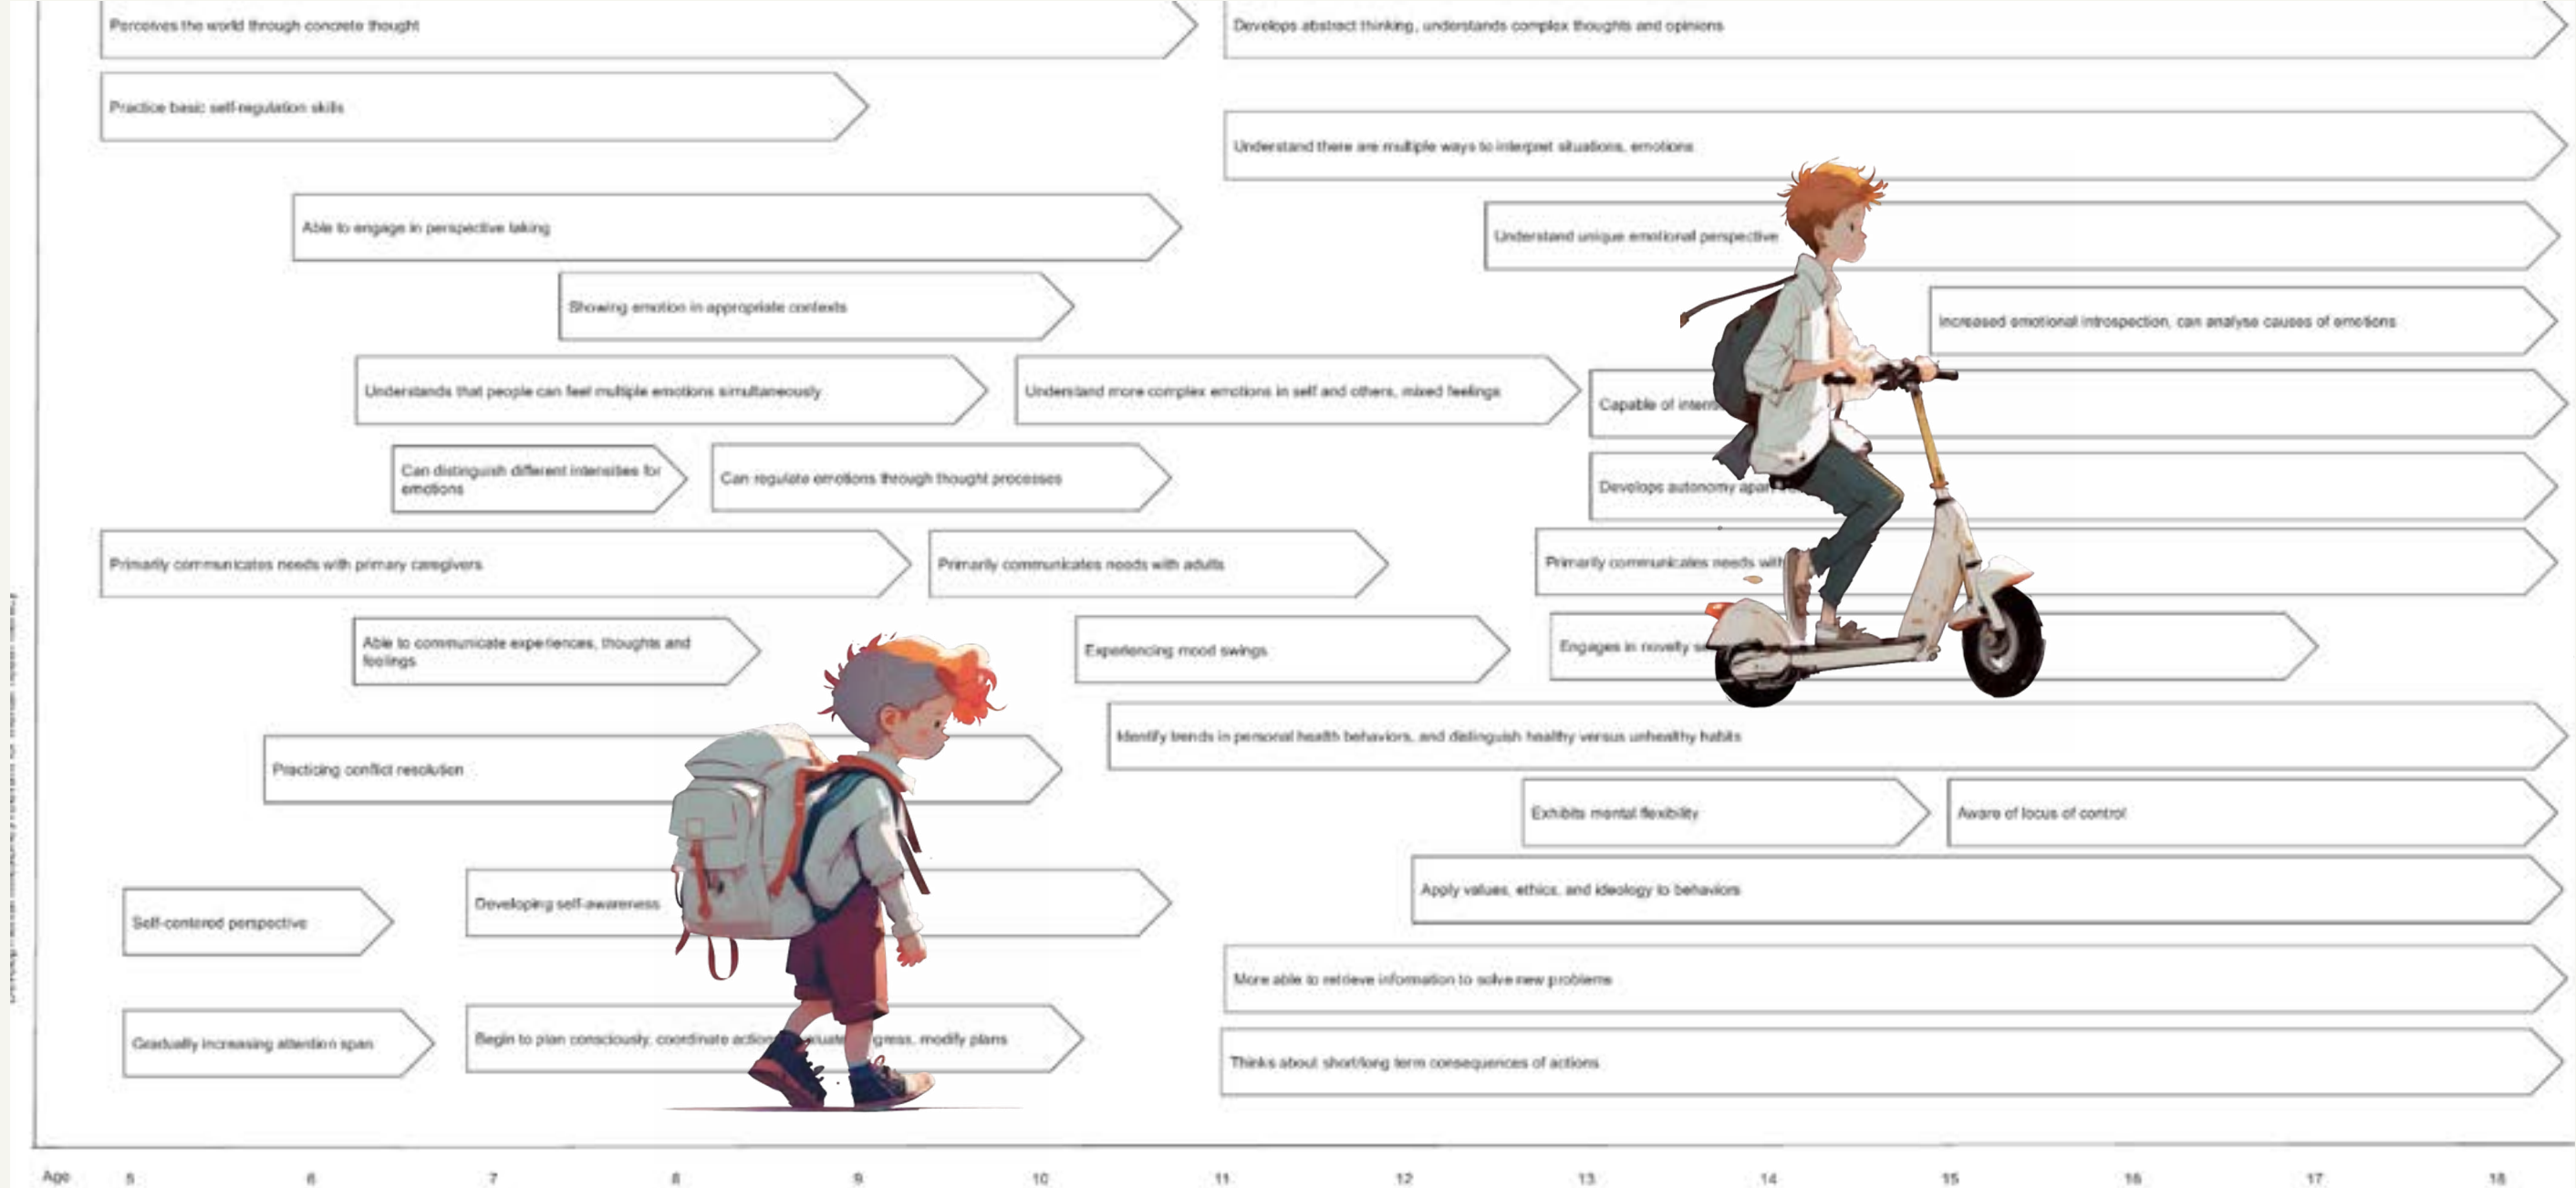 Perceives the world through concrete thought
Develops abstract thinking, understands complex thoughts and opinions
Practice basic self-regulation skills
Understand there are multiple ways to interpret situations, emotions
Able to engage in perspective taking
Understand unique emotional perspective
Showing emotion in appropriate contexts
Increased emotional introspection, can analyse causes of emotions
Understands that people can feel multiple emotions simultaneously
Understand more complex emotions in self and others, mixed feelings
Capable of
Can distinguish different intensities for
emotions
Can regulate emotions through thought processes
Develops autonomy
Primarily communicates needs with primary caregivers
Primarily communicates needs with adults
Primarily communicates needs with
Able to communicate experiences, thoughts and
feelings
Experiencing mood swings
Engages in novelty
Identify trends in personal health behaviors, and distinguish healthy versus unhealthy habits
Practicing conflict resolution
Exhibits mental flexibility
Aware of locus of control
Apply values, ethics, and ideology to behaviors
Developing self-awareness
Self-centered perspective
More able to retrieve information to solve new problems
Gradually increasing attention span
Begin to plan consciously, coordinate modify plans
Thinks about short/long term consequences of actions
Age 5 6 7 8 9 10 11 12 13 14 15 16 17 18